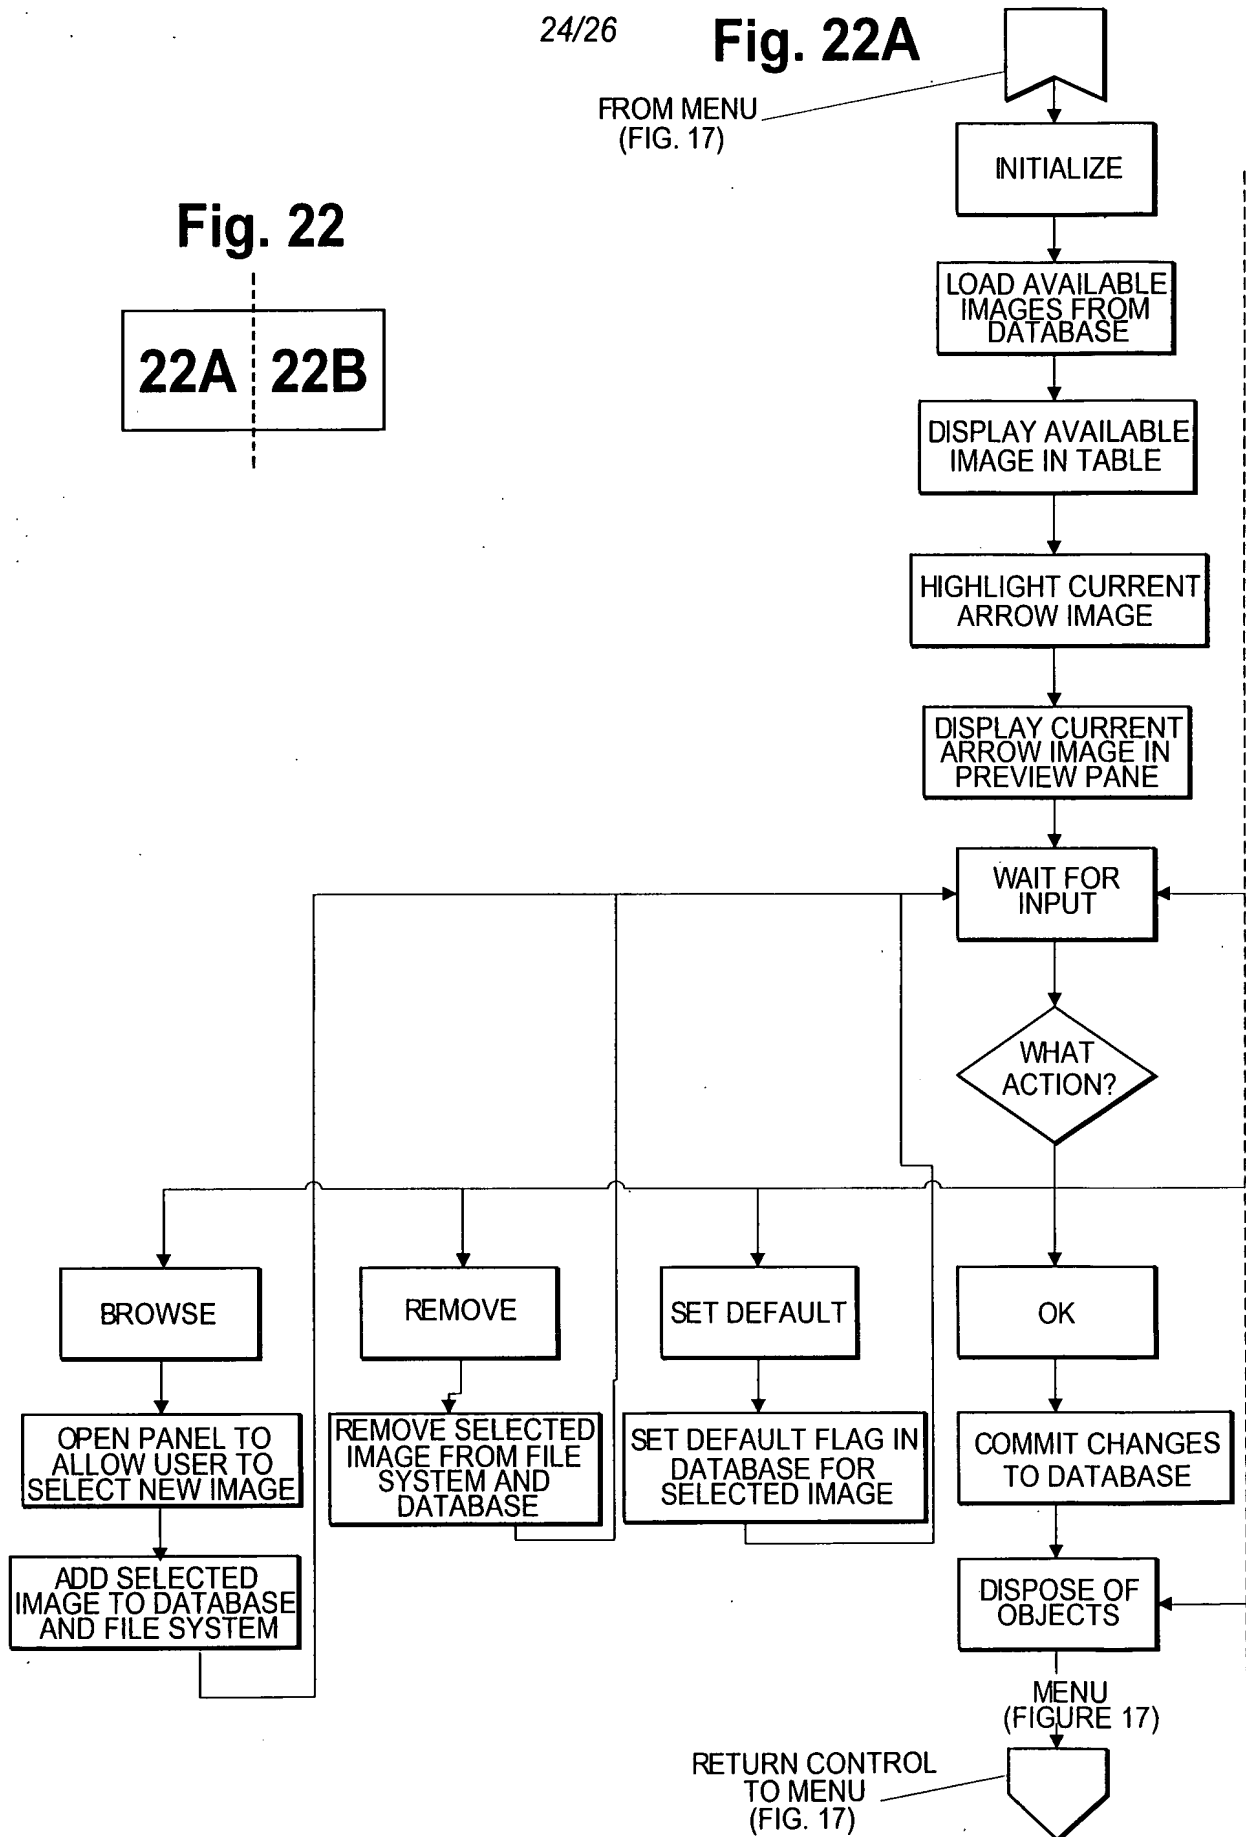 24/26
Fig. 22A
FROM MENU
(FIG. 17)
INITIALIZE
Fig. 22
22A
22B
LOAD AVAILABLE
IMAGES FROM
DATABASE
DISPLAY AVAILABLE
IMAGE IN TABLE
HIGHLIGHT CURRENT
ARROW IMAGE
DISPLAY CURRENT
ARROW IMAGE IN
PREVIEW PANE
WAIT FOR
INPUT
WHAT
ACTION?
BROWSE
REMOVE
SET DEFAULT
OK
OPEN PANEL TO
ALLOW USER TO
SELECT NEW IMAGE
REMOVE SELECTED
IMAGE FROM FILE
SYSTEM AND
DATABASE
SET DEFAULT FLAG IN
DATABASE FOR
SELECTED IMAGE
COMMIT CHANGES
TO DATABASE
ADD SELECTED
IMAGE TO DATABASE
AND FILE SYSTEM
DISPOSE OF
OBJECTS
MENU
(FIGURE 17)
RETURN CONTROL
TO MENU
(FIG. 17)